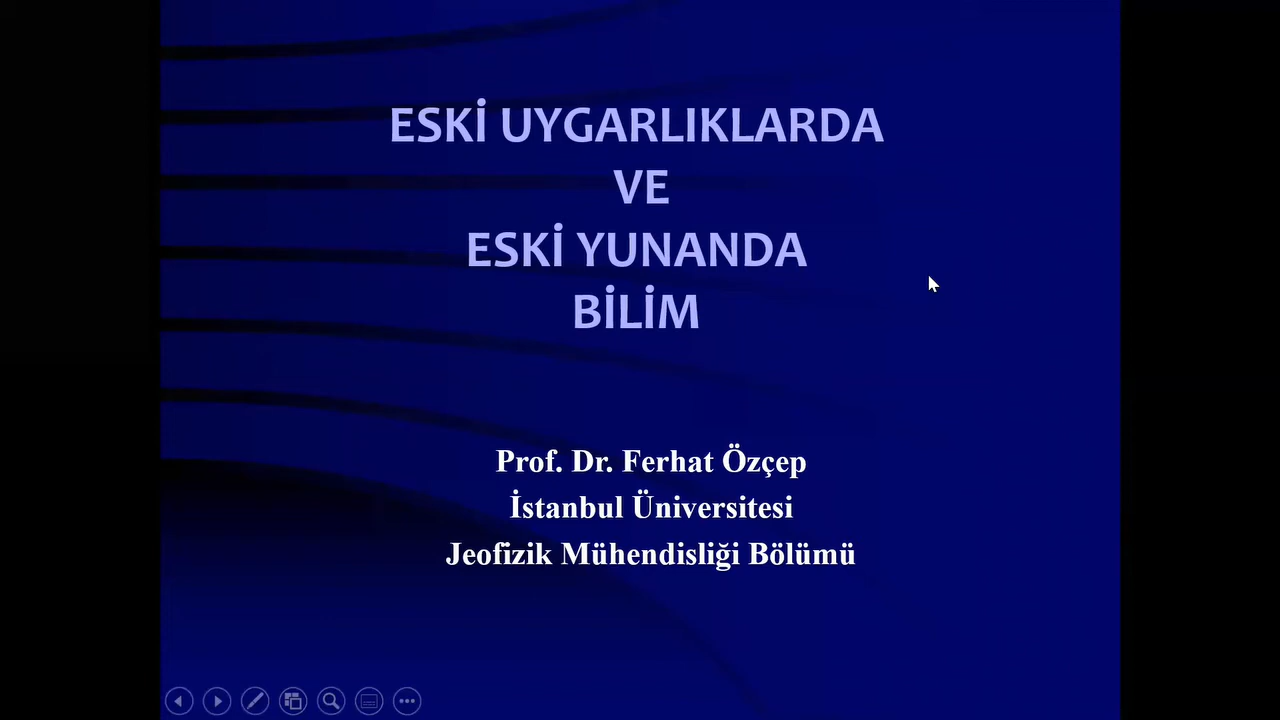 ESKİ UYGARLIKLARDA
VE
ESKİ YUNANDA
BİLİM
Prof. Dr. Ferhat Özçep
İstanbul Üniversitesi
Jeofizik Mühendisliği Bölümü